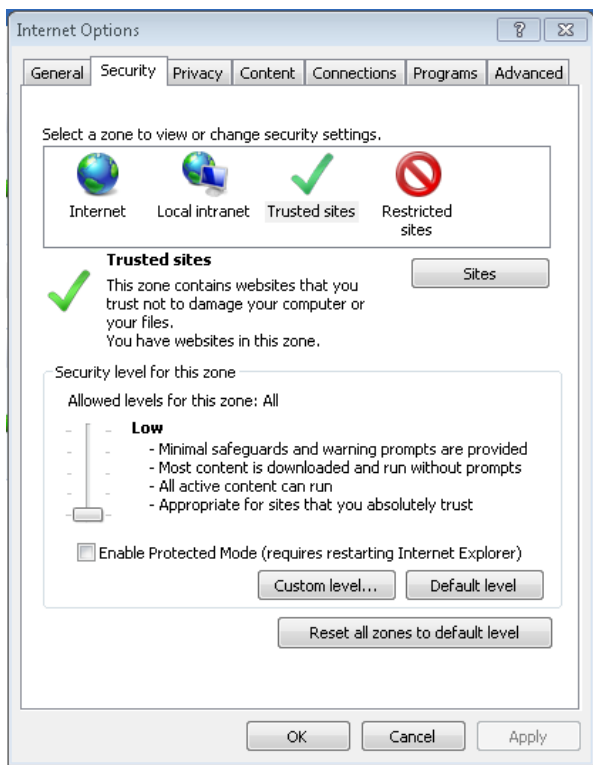 Internet Options
General Security Privacy Content Connections Programs Advanced
Select a zone to view or change security settings.
Internet Local intranet Trusted sites Restricted
sites
Trusted sites
Sites
This zone contains websites that you
trust not to damage your computer or
your files.
You have websites in this zone.
Security level for this zone
Allowed levels for this zone: All
Low
- Minimal safeguards and warning prompts are provided
- Most content is downloaded and run without prompts
- All active content can run
- Appropriate for sites that you absolutely trust
Enable Protected Mode (requires restarting Internet Explorer)
Custom level... Default level
Reset all zones to default level
OK Cancel Apply